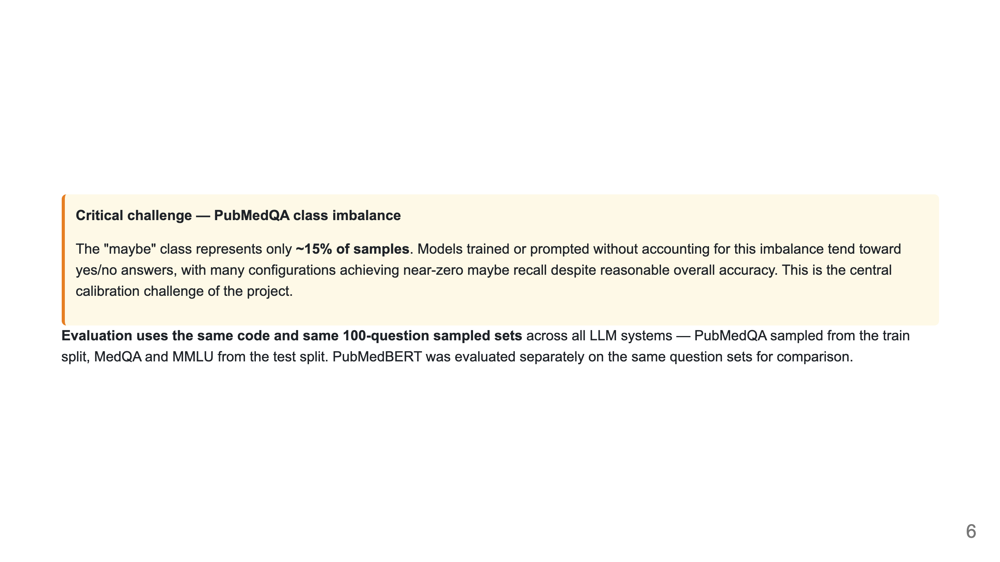 Critical challenge — PubMedQA class imbalance
The "maybe" class represents only ~15% of samples. Models trained or prompted without accounting for this imbalance tend toward
yes/no answers, with many configurations achieving near-zero maybe recall despite reasonable overall accuracy. This is the central
calibration challenge of the project.
Evaluation uses the same code and same 100-question sampled sets across all LLM systems — PubMedQA sampled from the train
split, MedQA and MMLU from the test split. PubMedBERT was evaluated separately on the same question sets for comparison.
6